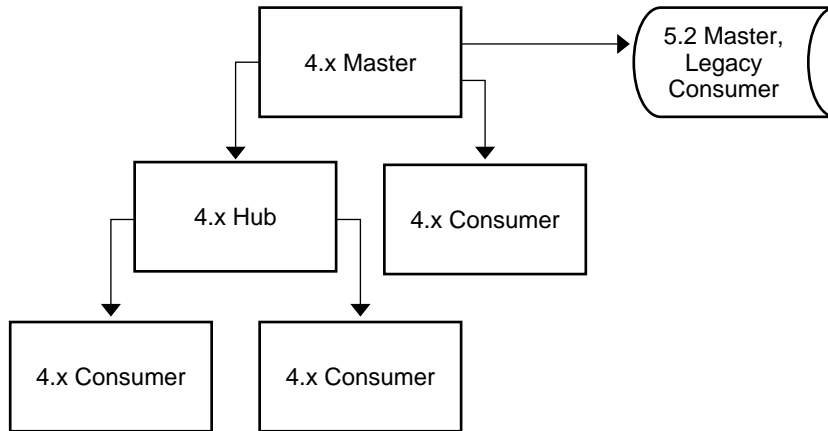 4.x Master
5.2 Master,
Legacy
Consumer
4.x Hub
4.x Consumer
4.x Consumer
4.x Consumer